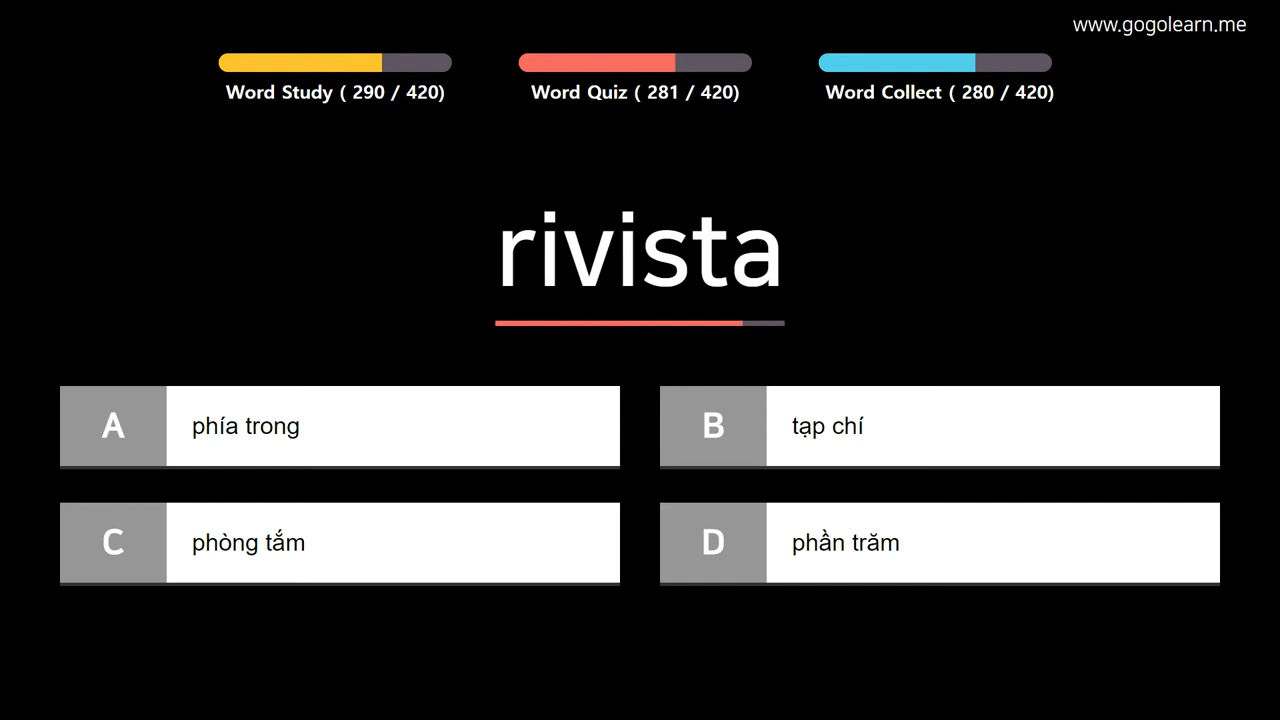 www.gogolearn.me
Word Study ( 290 / 420)
Word Quiz ( 281 / 420)
Word Collect ( 280 / 420)
rivista
A phía trong
B tạp chí
C phòng tắm
D phần trăm